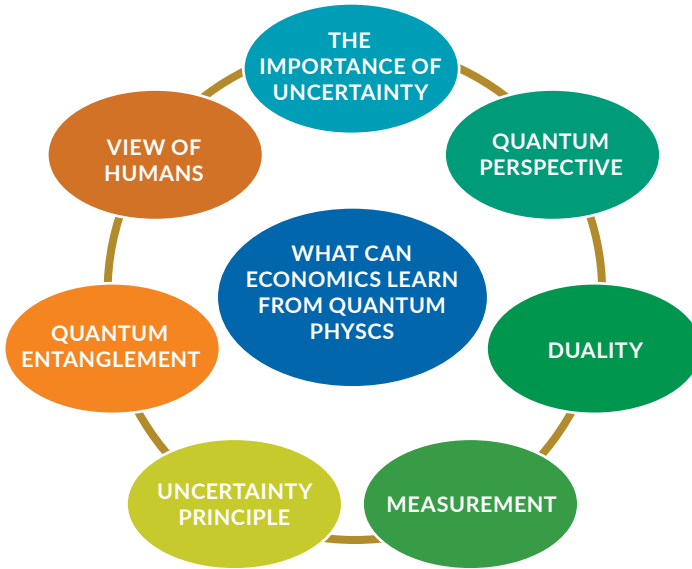 THE
IMPORTANCE OF
UNCERTAINTY
QUANTUM
PERSPECTIVE
DUALITY
MEASUREMENT
UNCERTAINTY
PRINCIPLE
QUANTUM
ENTANGLEMENT
VIEW OF
HUMANS
WHAT CAN
ECONOMICS LEARN
FROM QUANTUM
PHYSCS